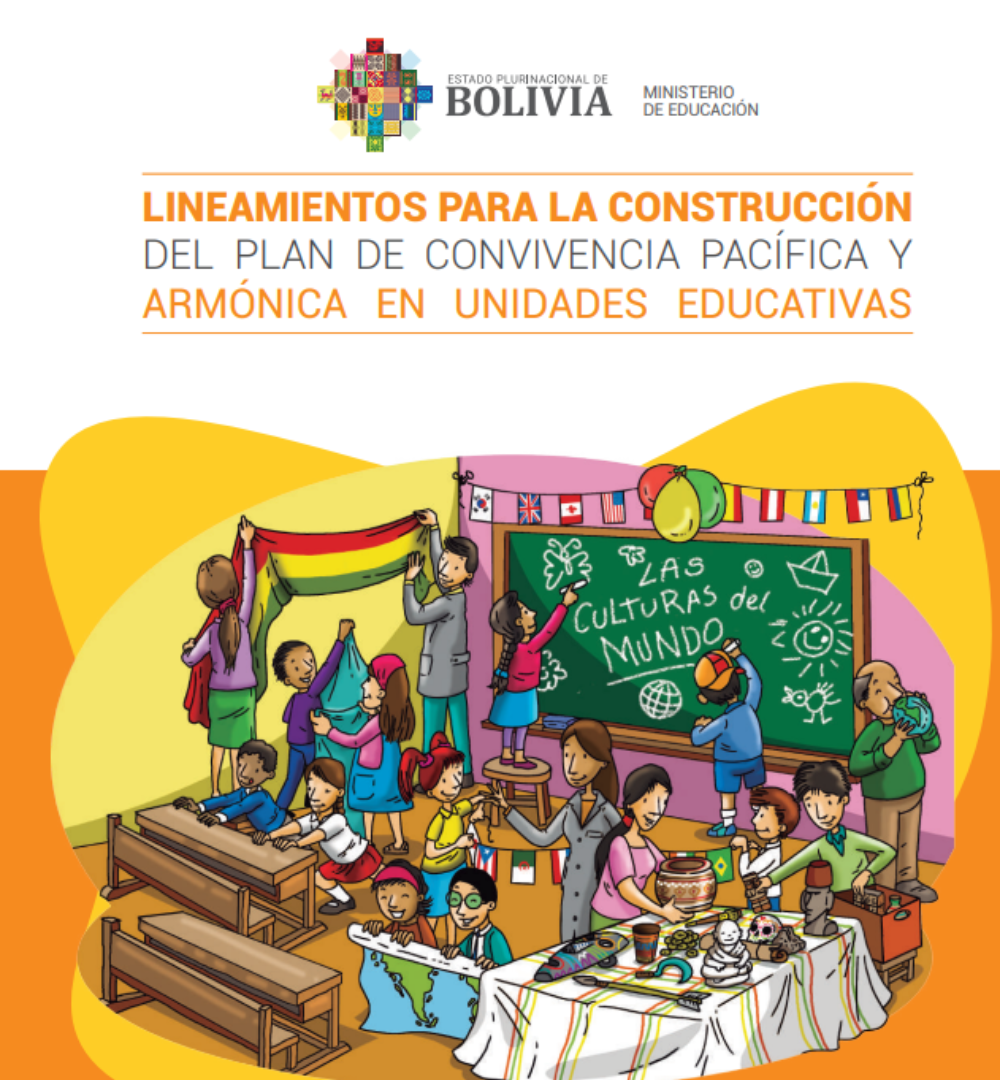 ESTADO PLURINACIONAL DE
BOLIVIA
MINISTERIO
DE EDUCACIÓN
LINEAMIENTOS PARA LA CONSTRUCCIÓN
DEL PLAN DE CONVIVENCIA PACÍFICA Y
ARMÓNICA EN UNIDADES EDUCATIVAS
LAS
CULTURAS del
MUNDO